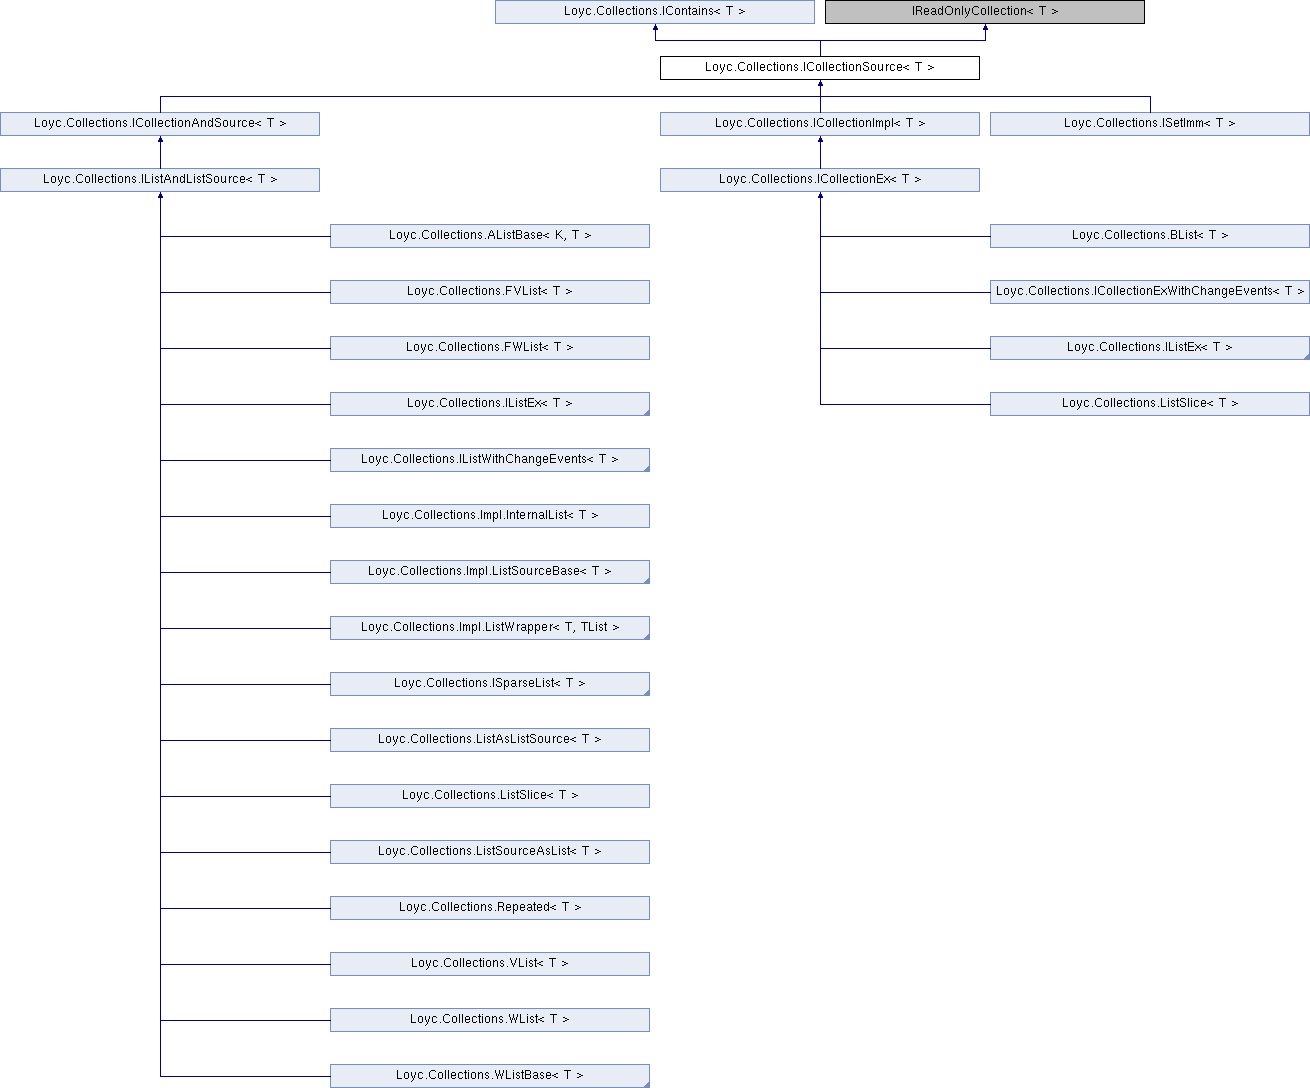 Loyc.Collections.IContains< T >
IReadOnlyCollection< T >
Loyc.Collections.ICollectionSource< T >
Loyc.Collections.ICollectionAndSource< T >
Loyc.Collections.ICollectionImpl< T >
Loyc.Collections.ISetImm< T >
Loyc.Collections.IListAndListSource< T >
Loyc.Collections.ICollectionEx< T >
Loyc.Collections.AListBase< K, T >
Loyc.Collections.BList< T >
Loyc.Collections.FVList< T >
Loyc.Collections.ICollectionExWithChangeEvents< T >
Loyc.Collections.FWList< T >
Loyc.Collections.IListEx< T >
Loyc.Collections.IListEx< T >
Loyc.Collections.ListSlice< T >
Loyc.Collections.IListWithChangeEvents< T >
Loyc.Collections.Impl.InternalList< T >
Loyc.Collections.Impl.ListSourceBase< T >
Loyc.Collections.Impl.ListWrapper< T, TList >
Loyc.Collections.ISparseList< T >
Loyc.Collections.ListAsListSource< T >
Loyc.Collections.ListSlice< T >
Loyc.Collections.ListSourceAsList< T >
Loyc.Collections.Repeated< T >
Loyc.Collections.VList< T >
Loyc.Collections.WList< T >
Loyc.Collections.WListBase< T >